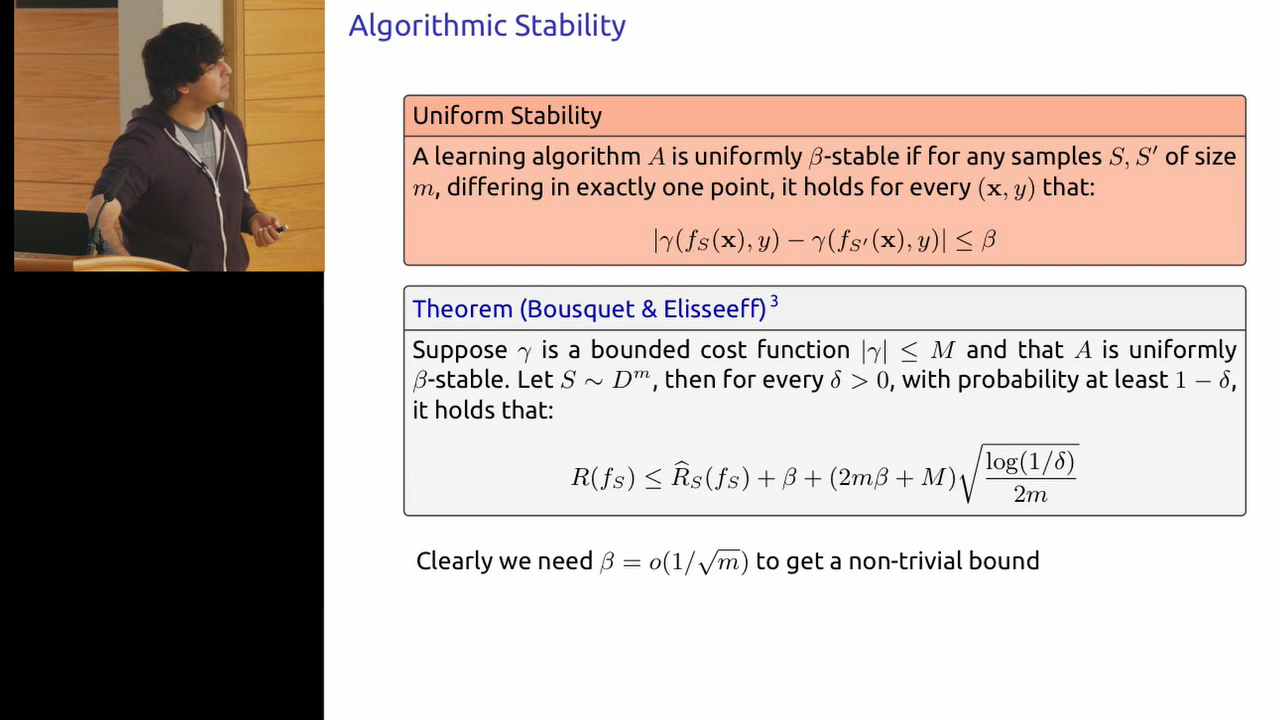 Algorithmic Stability
Uniform Stability
A learning algorithm A is uniformly β-stable if for any samples S, S′ of size
m, differing in exactly one point, it holds for every (x, y) that:
|γ(f_S(x), y) − γ(f_{S′}(x), y)| ≤ β
Theorem (Bousquet & Elisseeff)³
Suppose γ is a bounded cost function |γ| ≤ M and that A is uniformly
β-stable. Let S ∼ D^m, then for every δ > 0, with probability at least 1 − δ,
it holds that:
R(f_S) ≤ R̂_S(f_S) + β + (2mβ + M)√(log(1/δ)/2m)
Clearly we need β = o(1/√m) to get a non-trivial bound